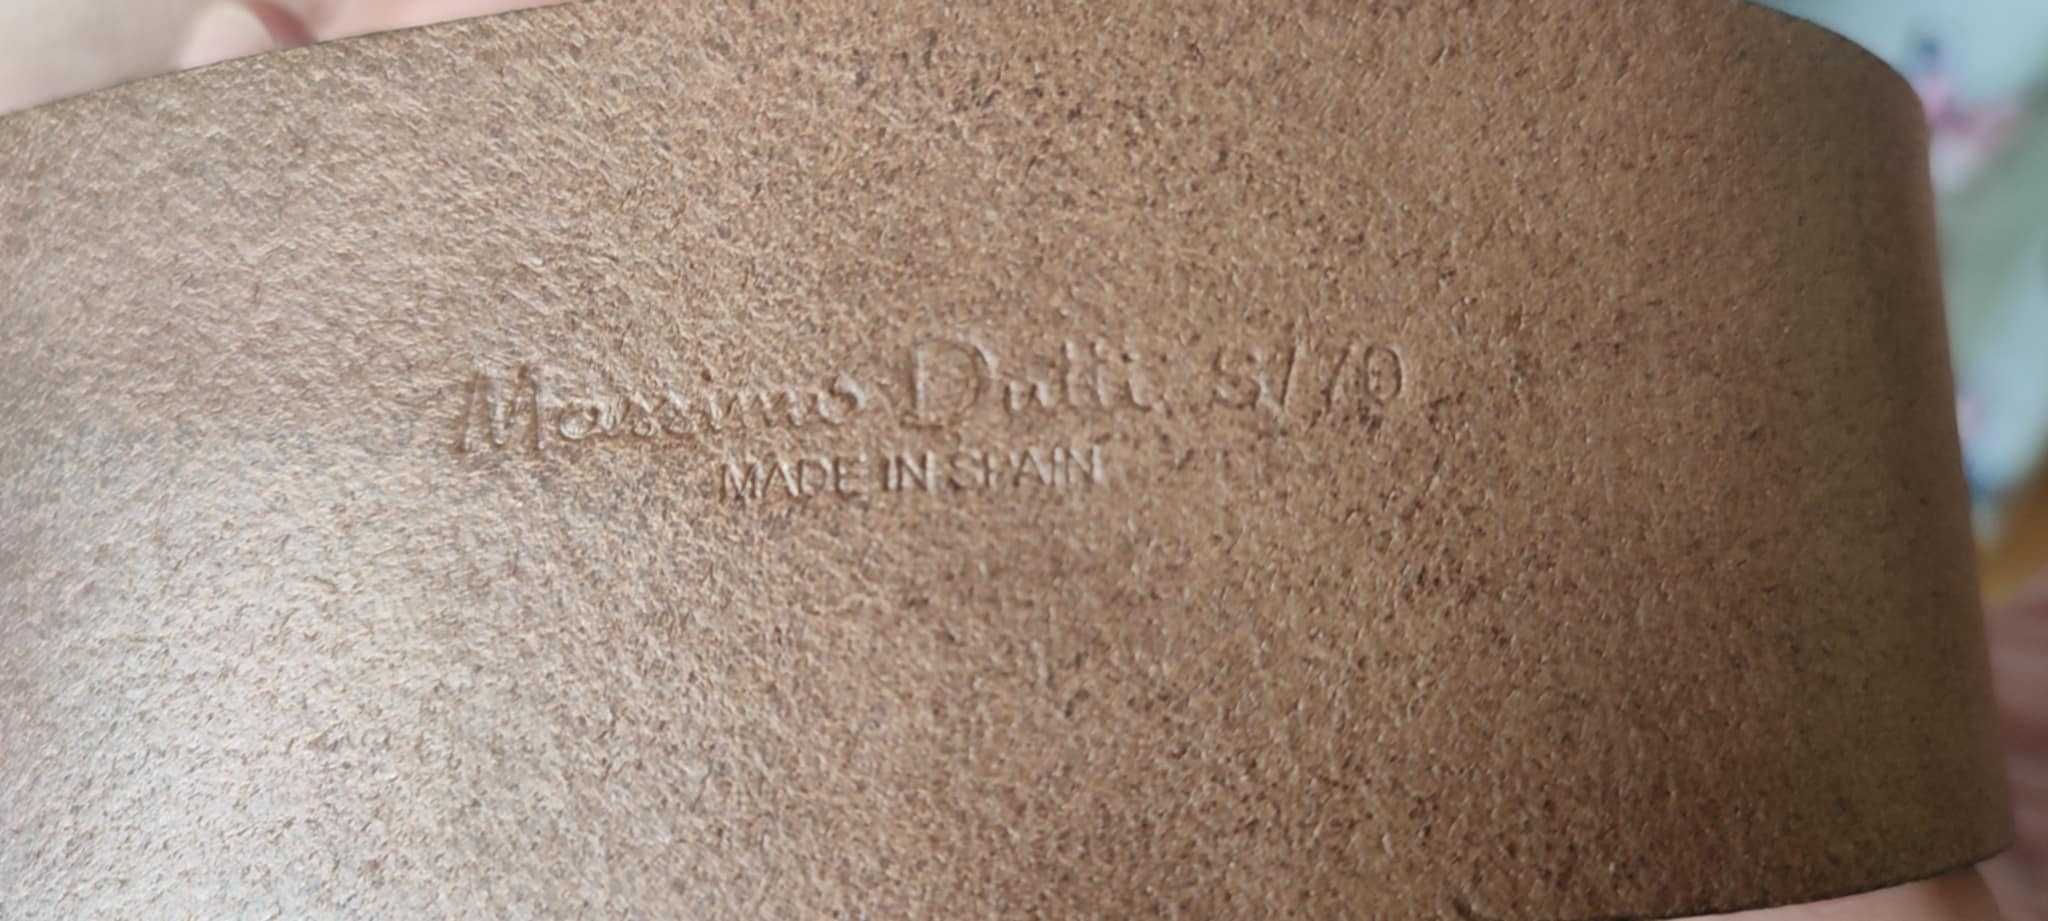 Massimo Dutti S/70
MADE IN SPAIN